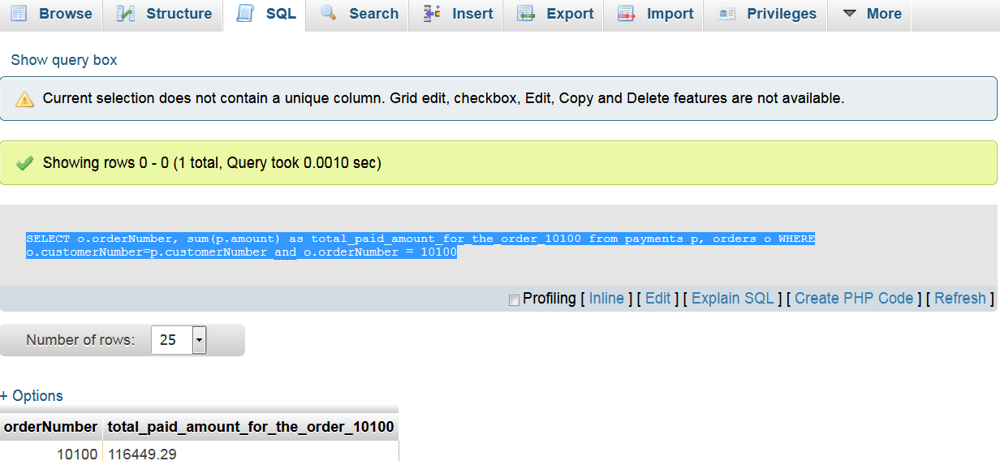 Browse Structure SQL Search Insert Export Import Privileges More
Show query box
Current selection does not contain a unique column. Grid edit, checkbox, Edit, Copy and Delete features are not available.
Showing rows 0 - 0 (1 total, Query took 0.0010 sec)
SELECT o.orderNumber, sum(p.amount) as total_paid_amount_for_the_order_10100 from payments p, orders o WHERE
o.customerNumber=p.customerNumber and o.orderNumber = 10100
Profiling [ Inline ] [ Edit ] [ Explain SQL ] [ Create PHP Code ] [ Refresh ]
Number of rows: 25
+ Options
orderNumber total_paid_amount_for_the_order_10100
10100 116449.29